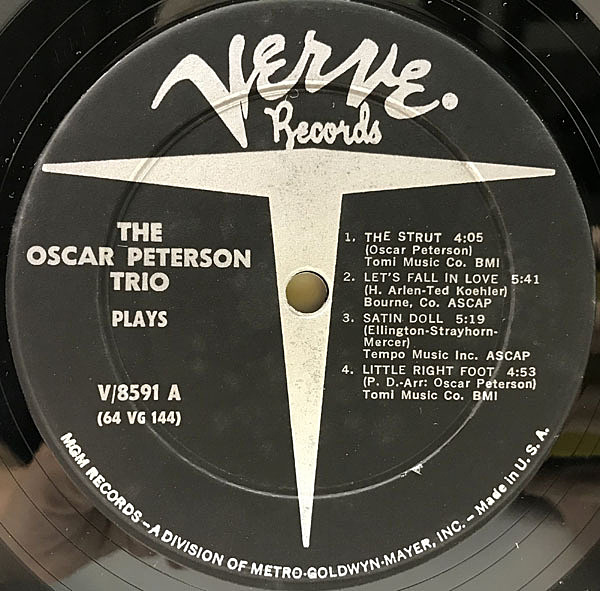 Verve.
Records
THE
OSCAR PETERSON
TRIO
PLAYS
V/8591 A
(64 VG 144)
1. THE STRUT 4:05
(Oscar Peterson)
Tomi Music Co. BMI
2. LET'S FALL IN LOVE 5:41
(H. Arlen-Ted Koehler)
Bourne, Co. ASCAP
3. SATIN DOLL 5:19
(Ellington-Strayhorn-
Mercer)
Tempo Music Inc. ASCAP
4. LITTLE RIGHT FOOT 4:53
(P. D.-Arr: Oscar Peterson)
Tomi Music Co. BMI
MGM RECORDS - A DIVISION OF METRO-GOLDWYN-MAYER, INC. - Made in U. S. A.